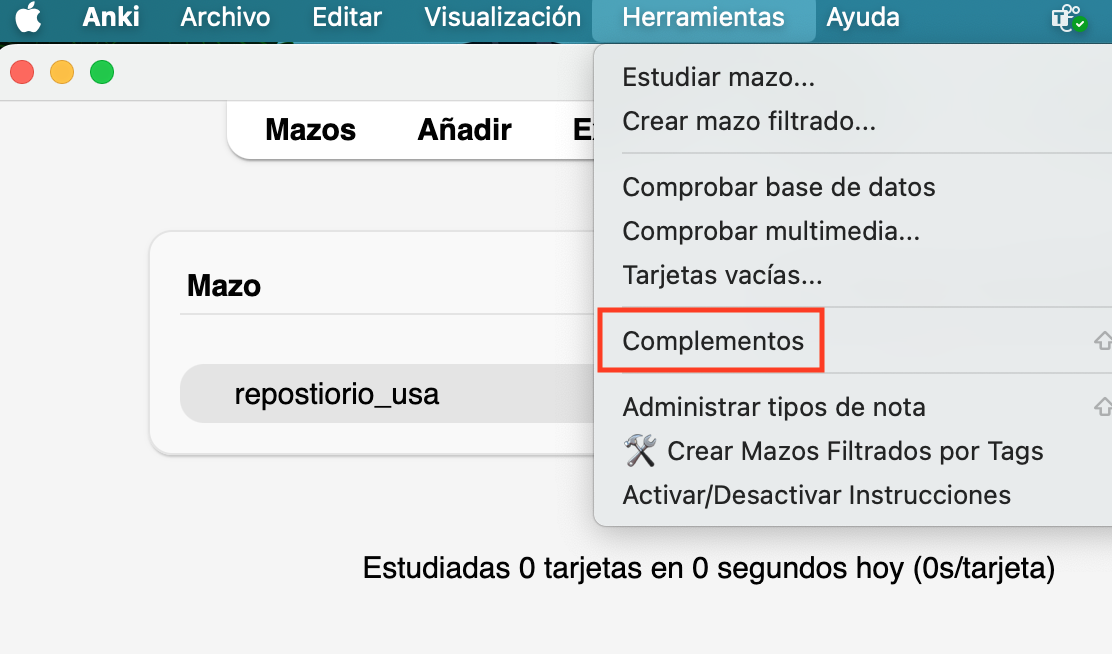 Anki Archivo Editar Visualización Herramientas Ayuda
Estudiar mazo...
Crear mazo filtrado...
Comprobar base de datos
Comprobar multimedia...
Tarjetas vacías...
Complementos
Administrar tipos de nota
Crear Mazos Filtrados por Tags
Activar/Desactivar Instrucciones
Mazos Añadir
Mazo
repostiorio_usa
Estudiadas 0 tarjetas en 0 segundos hoy (0s/tarjeta)